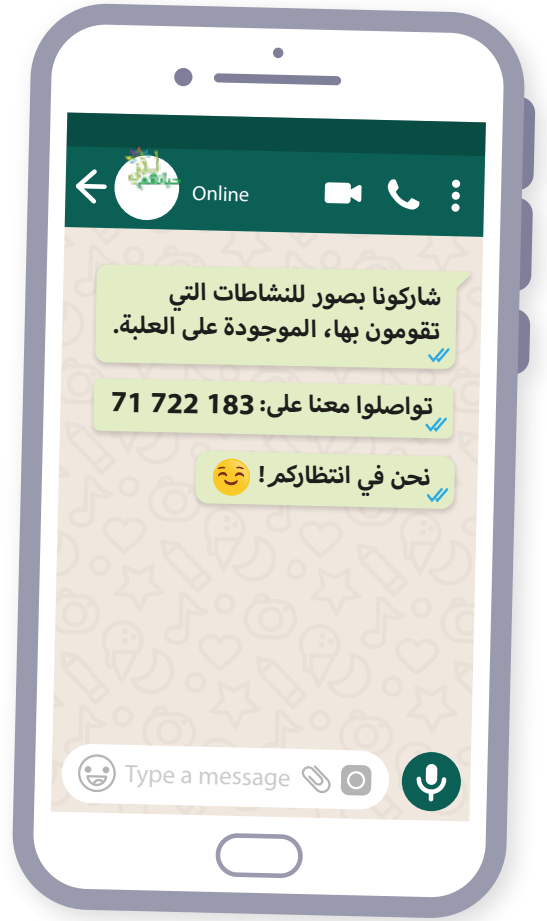 Online
شاركونا بصور للنشاطات التي
تقومون بها، الموجودة على العلبة.
تواصلوا معنا على: 183 722 71
نحن في انتظاركم! 😌
Type a message